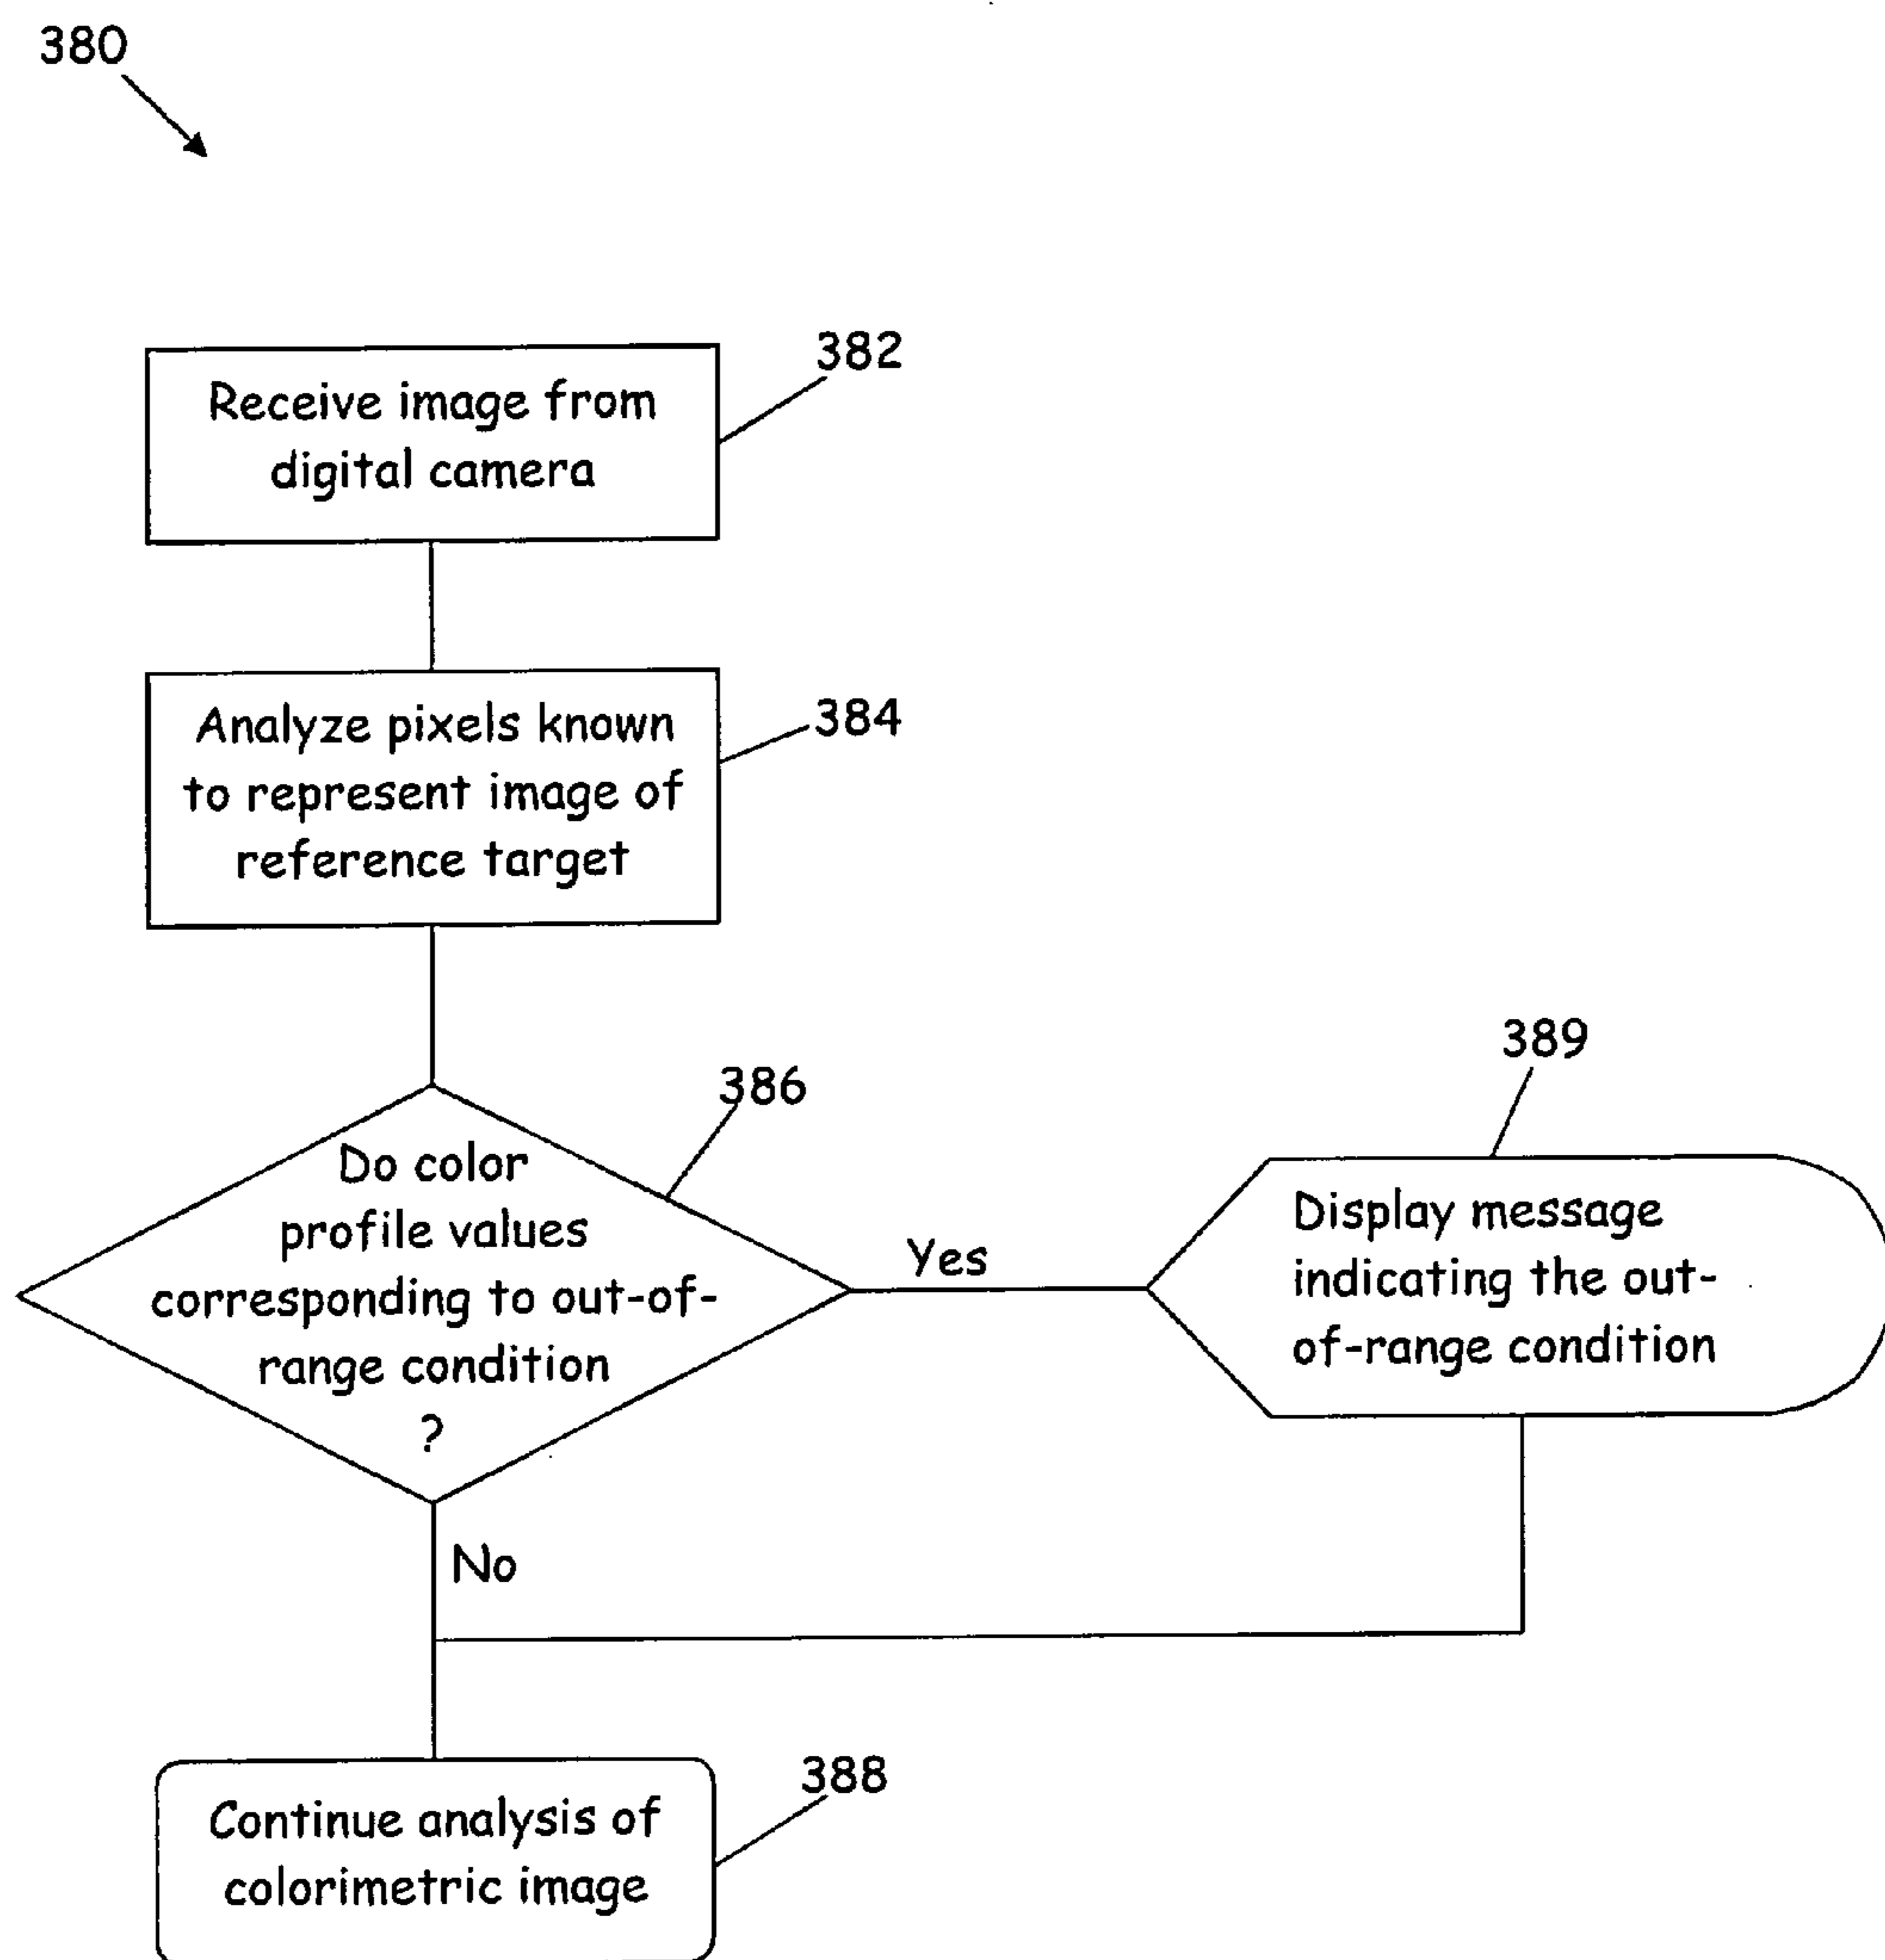 380
382
Receive image from
digital camera
384
Analyze pixels known
to represent image of
reference target
386
Do color
profile values
corresponding to out-of-
range condition
?
Yes
389
Display message
indicating the out-
of-range condition
No
388
Continue analysis of
colorimetric image